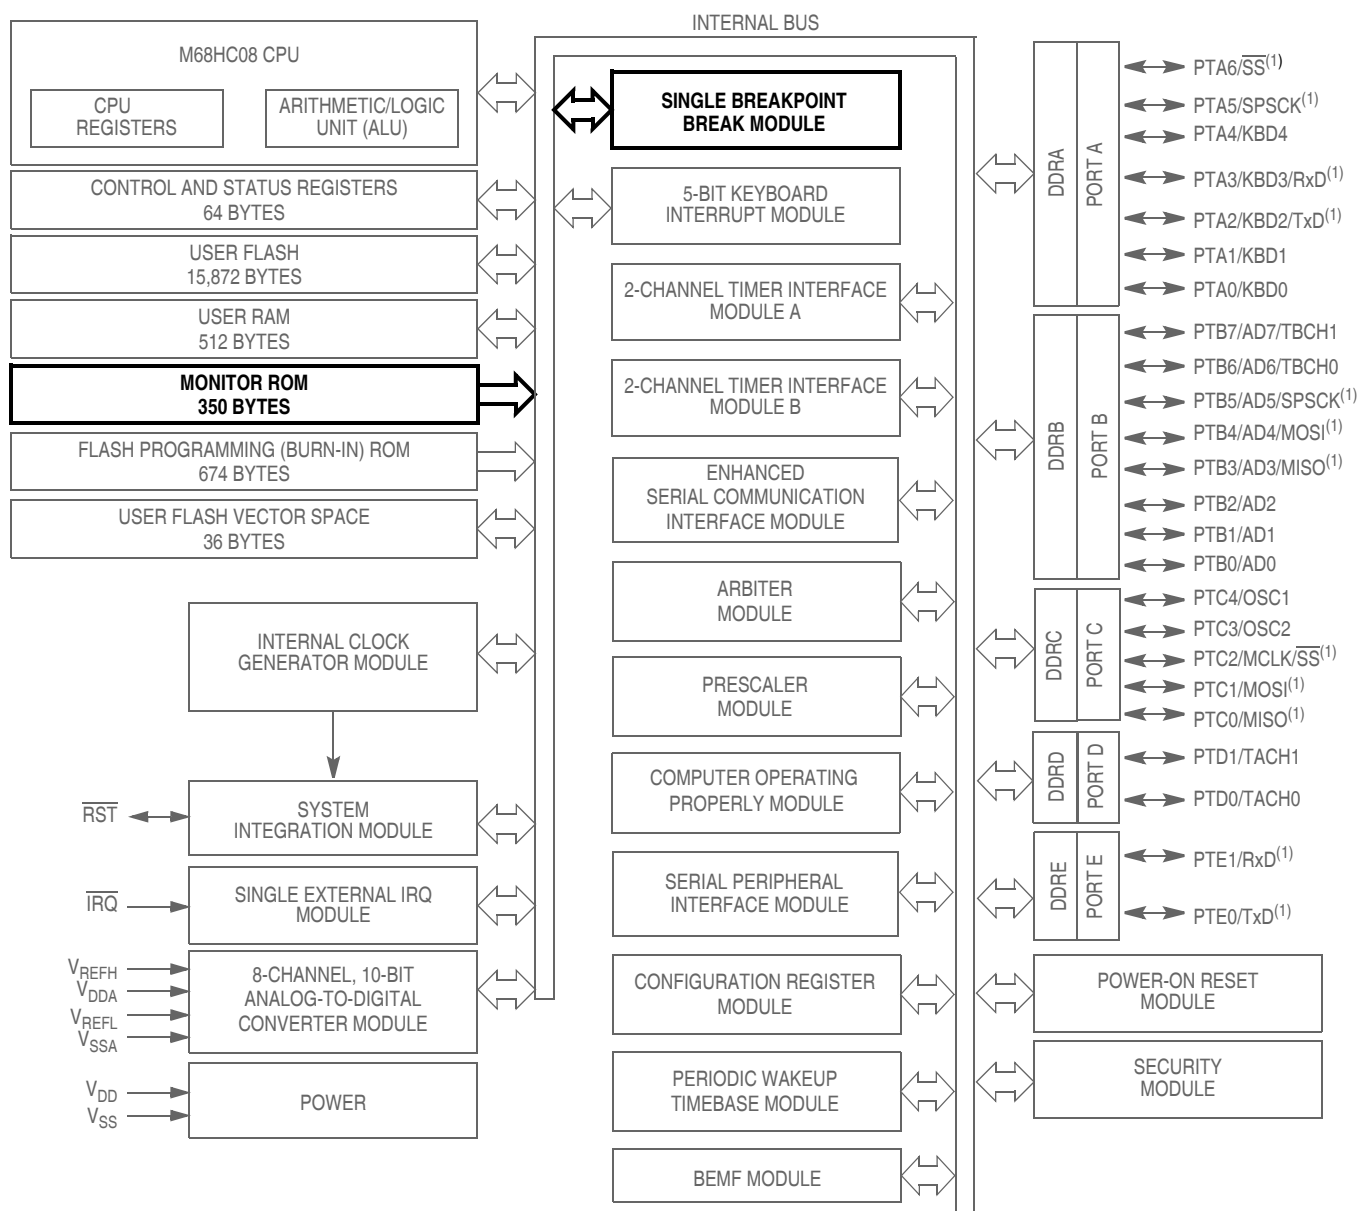 INTERNAL BUS
M68HC08 CPU
CPU
REGISTERS
ARITHMETIC/LOGIC
UNIT (ALU)
CONTROL AND STATUS REGISTERS
64 BYTES
USER FLASH
15,872 BYTES
USER RAM
512 BYTES
MONITOR ROM
350 BYTES
FLASH PROGRAMMING (BURN-IN) ROM
674 BYTES
USER FLASH VECTOR SPACE
36 BYTES
INTERNAL CLOCK
GENERATOR MODULE
RST
SYSTEM
INTEGRATION MODULE
IRQ
SINGLE EXTERNAL IRQ
MODULE
VREFH
VDDA
VREFL
VSSA
8-CHANNEL, 10-BIT
ANALOG-TO-DIGITAL
CONVERTER MODULE
VDD
VSS
POWER
SINGLE BREAKPOINT
BREAK MODULE
5-BIT KEYBOARD
INTERRUPT MODULE
2-CHANNEL TIMER INTERFACE
MODULE A
2-CHANNEL TIMER INTERFACE
MODULE B
ENHANCED
SERIAL COMMUNICATION
INTERFACE MODULE
ARBITER
MODULE
PRESCALER
MODULE
COMPUTER OPERATING
PROPERLY MODULE
SERIAL PERIPHERAL
INTERFACE MODULE
CONFIGURATION REGISTER
MODULE
PERIODIC WAKEUP
TIMEBASE MODULE
BEMF MODULE
DDRA
PORT A
PTA6/SS(1)
PTA5/SPSCK(1)
PTA4/KBD4
PTA3/KBD3/RxD(1)
PTA2/KBD2/TxD(1)
PTA1/KBD1
PTA0/KBD0
DDRB
PORT B
PTB7/AD7/TBCH1
PTB6/AD6/TBCH0
PTB5/AD5/SPSCK(1)
PTB4/AD4/MOSI(1)
PTB3/AD3/MISO(1)
PTB2/AD2
PTB1/AD1
PTB0/AD0
DDRC
PORT C
PTC4/OSC1
PTC3/OSC2
PTC2/MCLK/SS(1)
PTC1/MOSI(1)
PTC0/MISO(1)
DDRD
PORT D
PTD1/TACH1
PTD0/TACH0
DDRE
PORT E
PTE1/RxD(1)
PTE0/TxD(1)
POWER-ON RESET
MODULE
SECURITY
MODULE